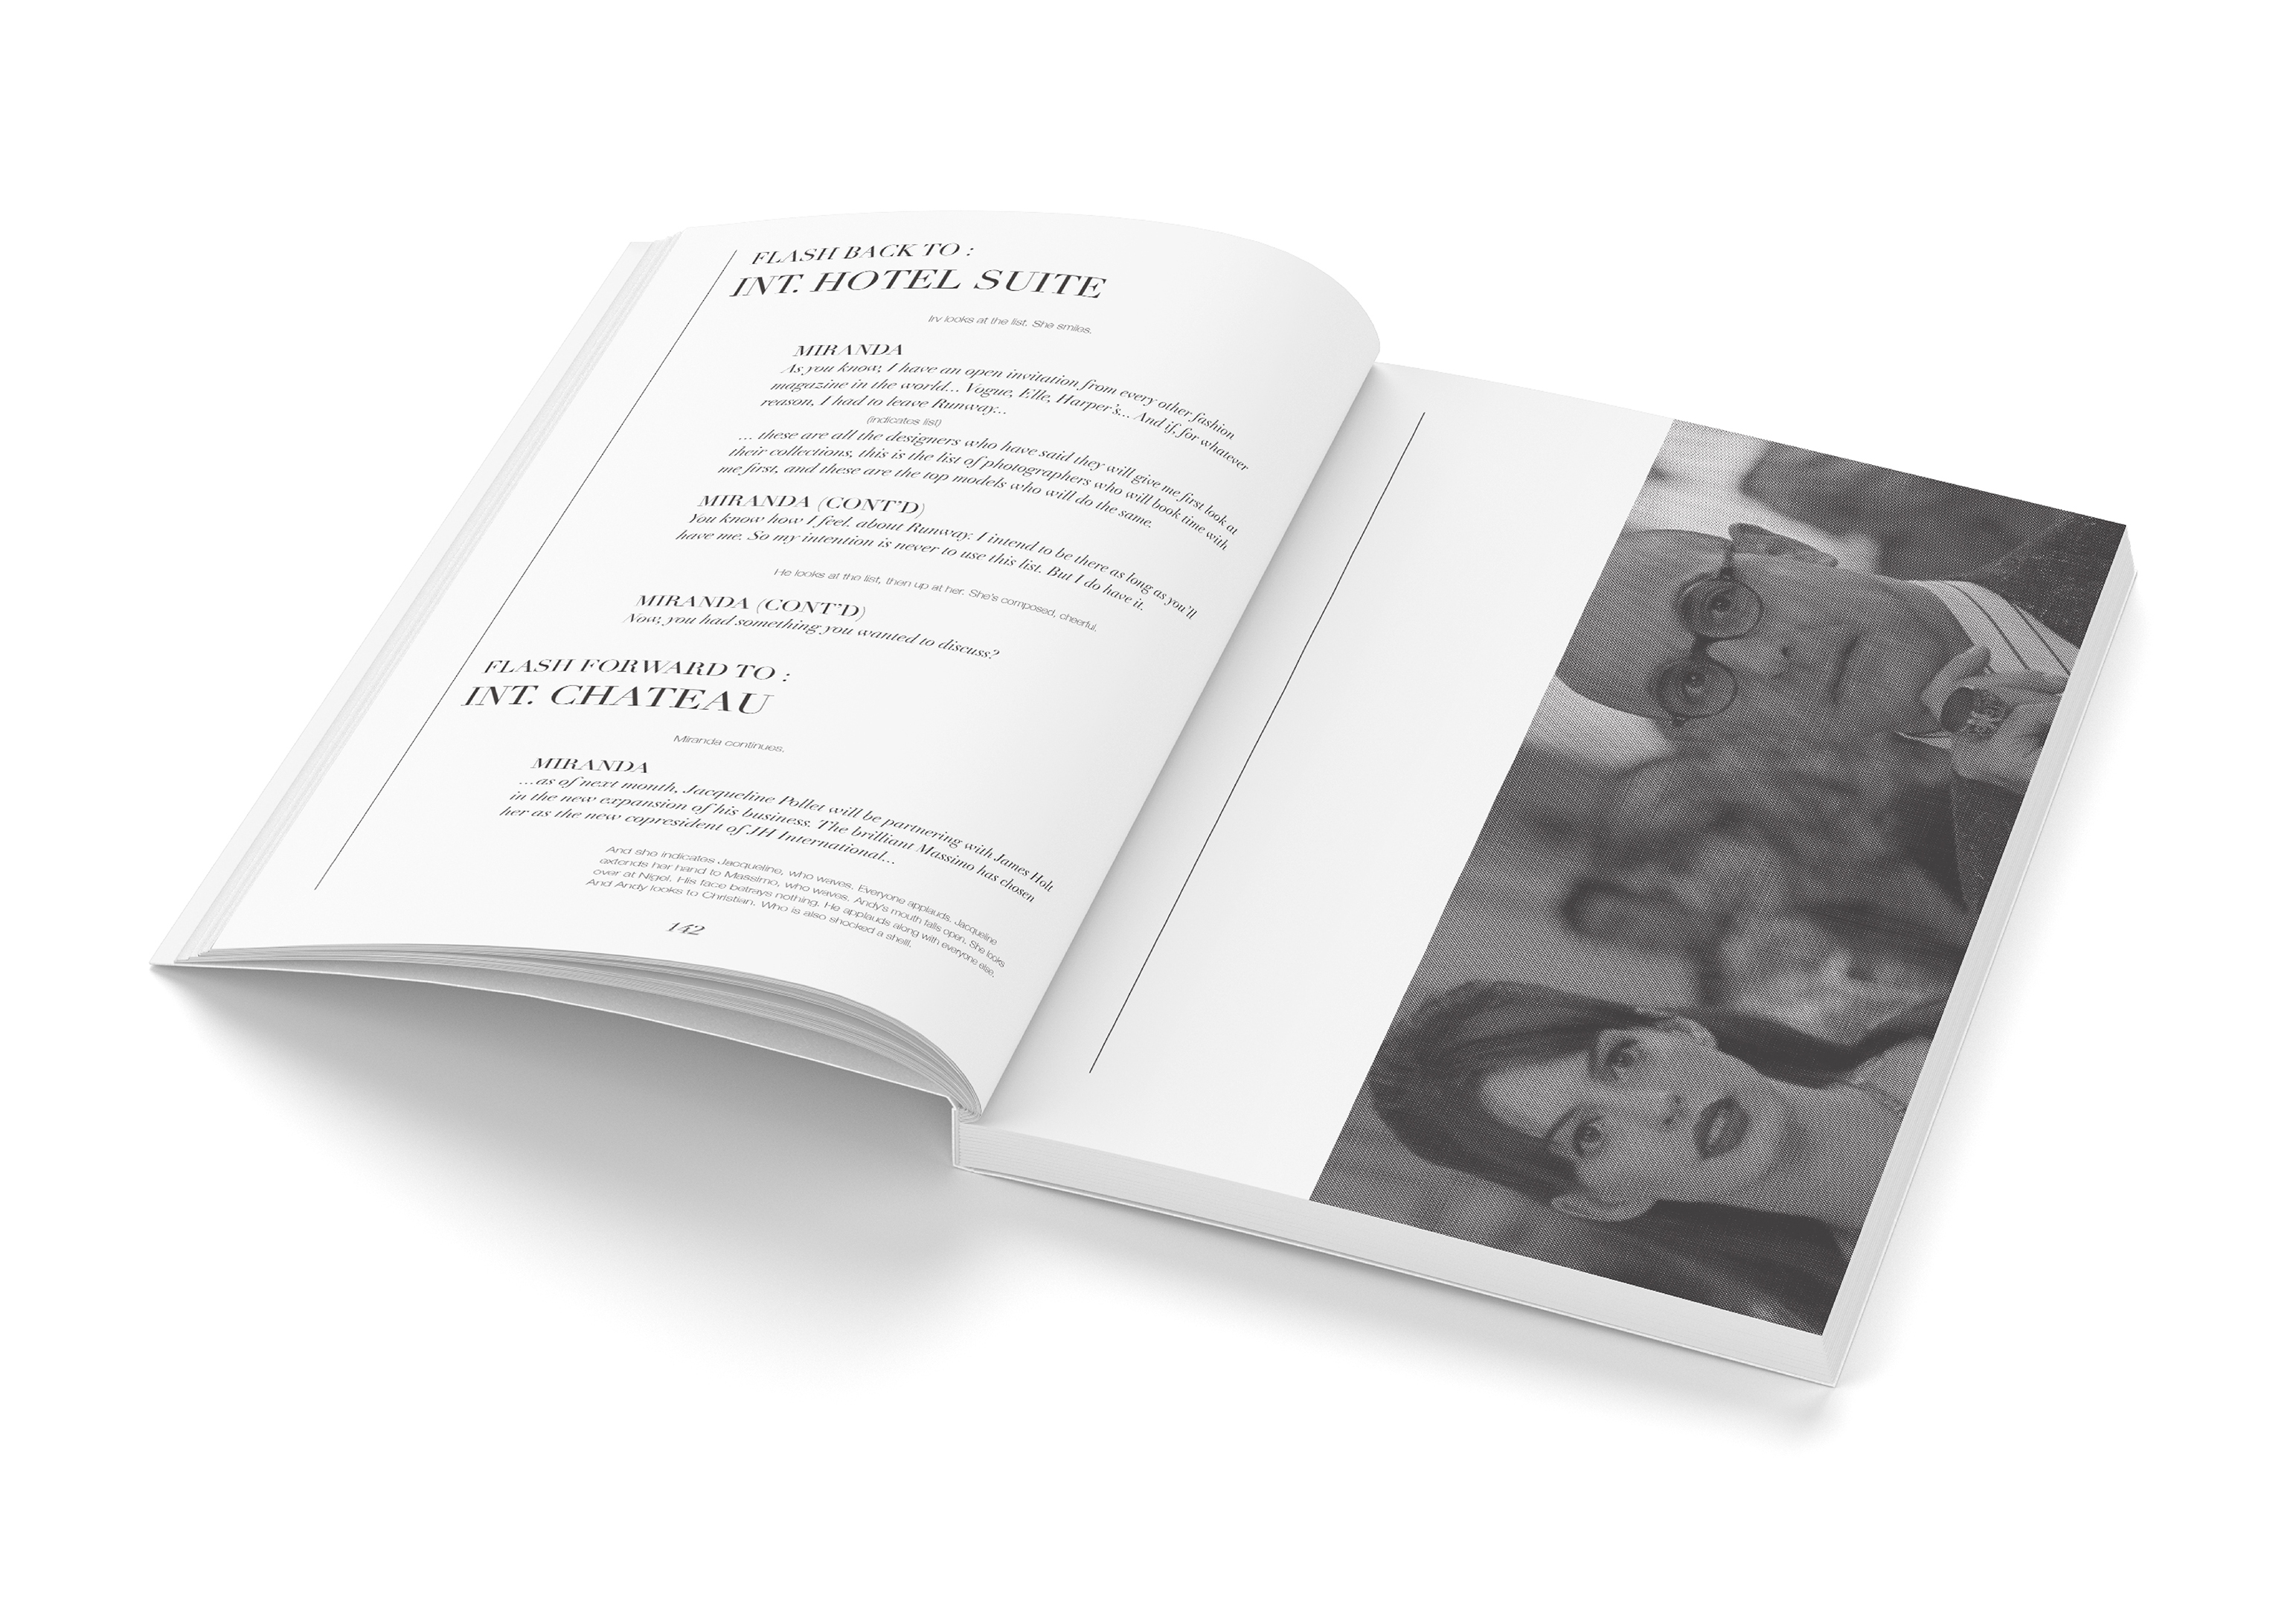 FLASH BACK TO :
INT. HOTEL SUITE
Irv looks at the list. She smiles.
MIRANDA
As you know, I have an open invitation from every other fashion
magazine in the world... Vogue, Elle, Harper's... And if, for whatever
reason, I had to leave Runway...
(indicates list)
... these are all the designers who have said they will give me first look at
their collections, this is the list of photographers who will book time with
me first, and these are the top models who will do the same.
MIRANDA (CONT'D)
You know how I feel. about Runway. I intend to be there as long as you'll
have me. So my intention is never to use this list. But I do have it.
He looks at the list, then up at her. She's composed, cheerful.
MIRANDA (CONT'D)
Now, you had something you wanted to discuss?
FLASH FORWARD TO :
INT. CHATEAU
Miranda continues.
MIRANDA
...as of next month, Jacqueline Pollet will be partnering with James Holt
in the new expansion of his business. The brilliant Massimo has chosen
her as the new copresident of JH International...
And she indicates Jacqueline, who waves. Everyone applauds. Jacqueline
extends her hand to Massimo, who waves. Andy's mouth falls open. She looks
over at Nigel. His face betrays nothing. He applauds along with everyone else.
And Andy looks to Christian. Who is also shocked a shelll.
142